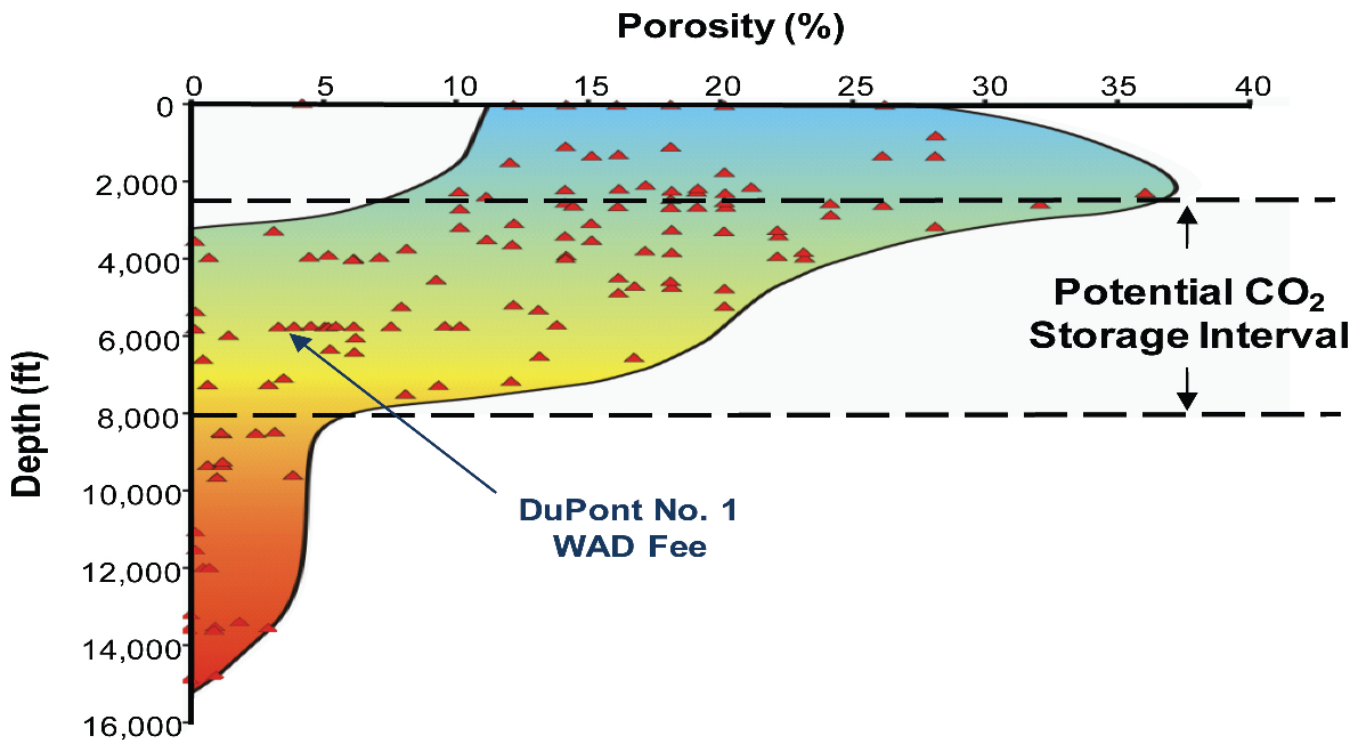 Porosity (%)
0 5 10 15 20 25 30 35 40
0
2,000
4,000
6,000
8,000
10,000
12,000
14,000
16,000
Depth (ft)
Potential CO₂
Storage Interval
DuPont No. 1
WAD Fee